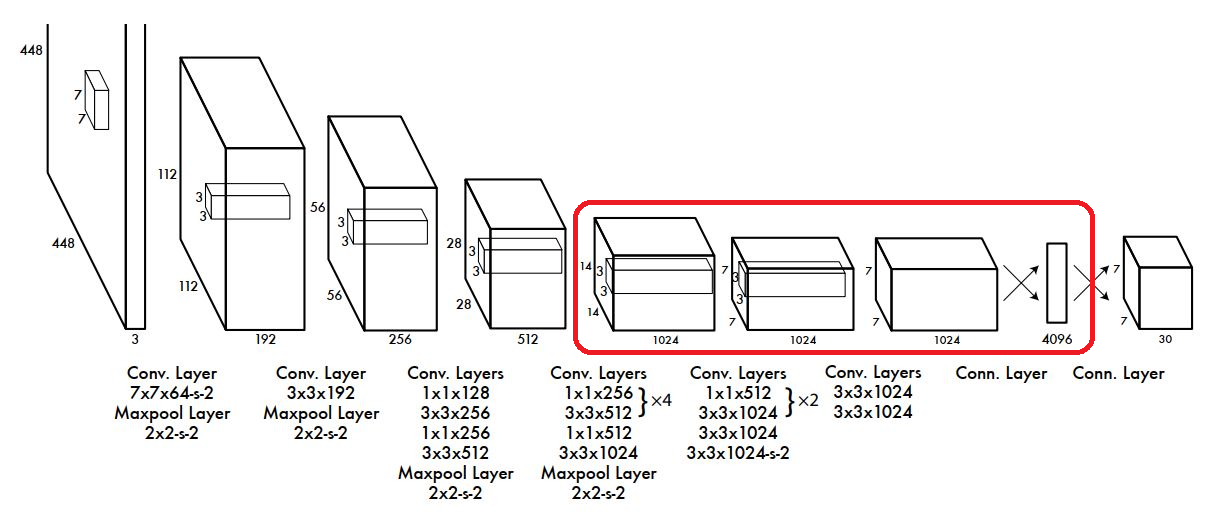 448
7
7
448
3
112
3
3
112
192
56
3
3
56
256
28
3
3
28
512
14
3
3
14
1024
7
3
3
7
1024
7
7
1024
4096
7
7
30
Conv. Layer
7x7x64-s-2
Maxpool Layer
2x2-s-2
Conv. Layer
3x3x192
Maxpool Layer
2x2-s-2
Conv. Layers
1x1x128
3x3x256
1x1x256
3x3x512
Maxpool Layer
2x2-s-2
Conv. Layers
1x1x256
3x3x512
}×4
1x1x512
3x3x1024
Maxpool Layer
2x2-s-2
Conv. Layers
1x1x512
3x3x1024
}×2
3x3x1024
3x3x1024-s-2
Conv. Layers
3x3x1024
3x3x1024
Conn. Layer
Conn. Layer